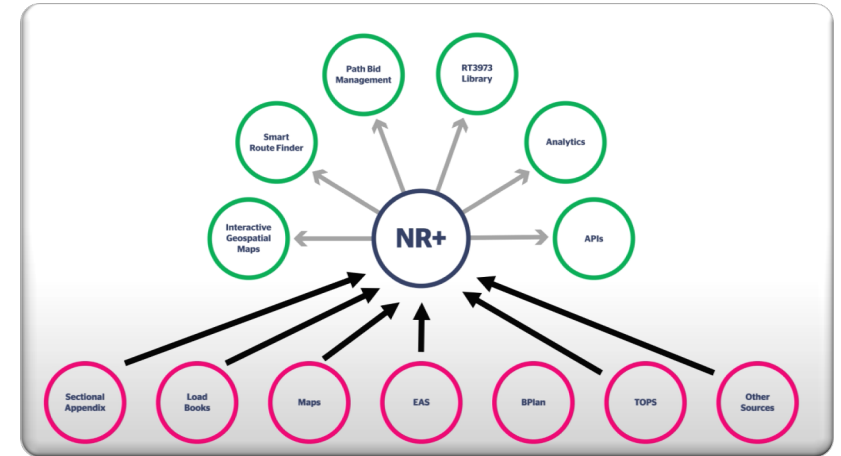 Path Bid
Management
RT3973
Library
Smart
Route Finder
Analytics
Interactive
Geospatial
Maps
NR+
APIs
Sectional
Appendix
Load
Books
Maps
EAS
BPlan
TOPS
Other
Sources